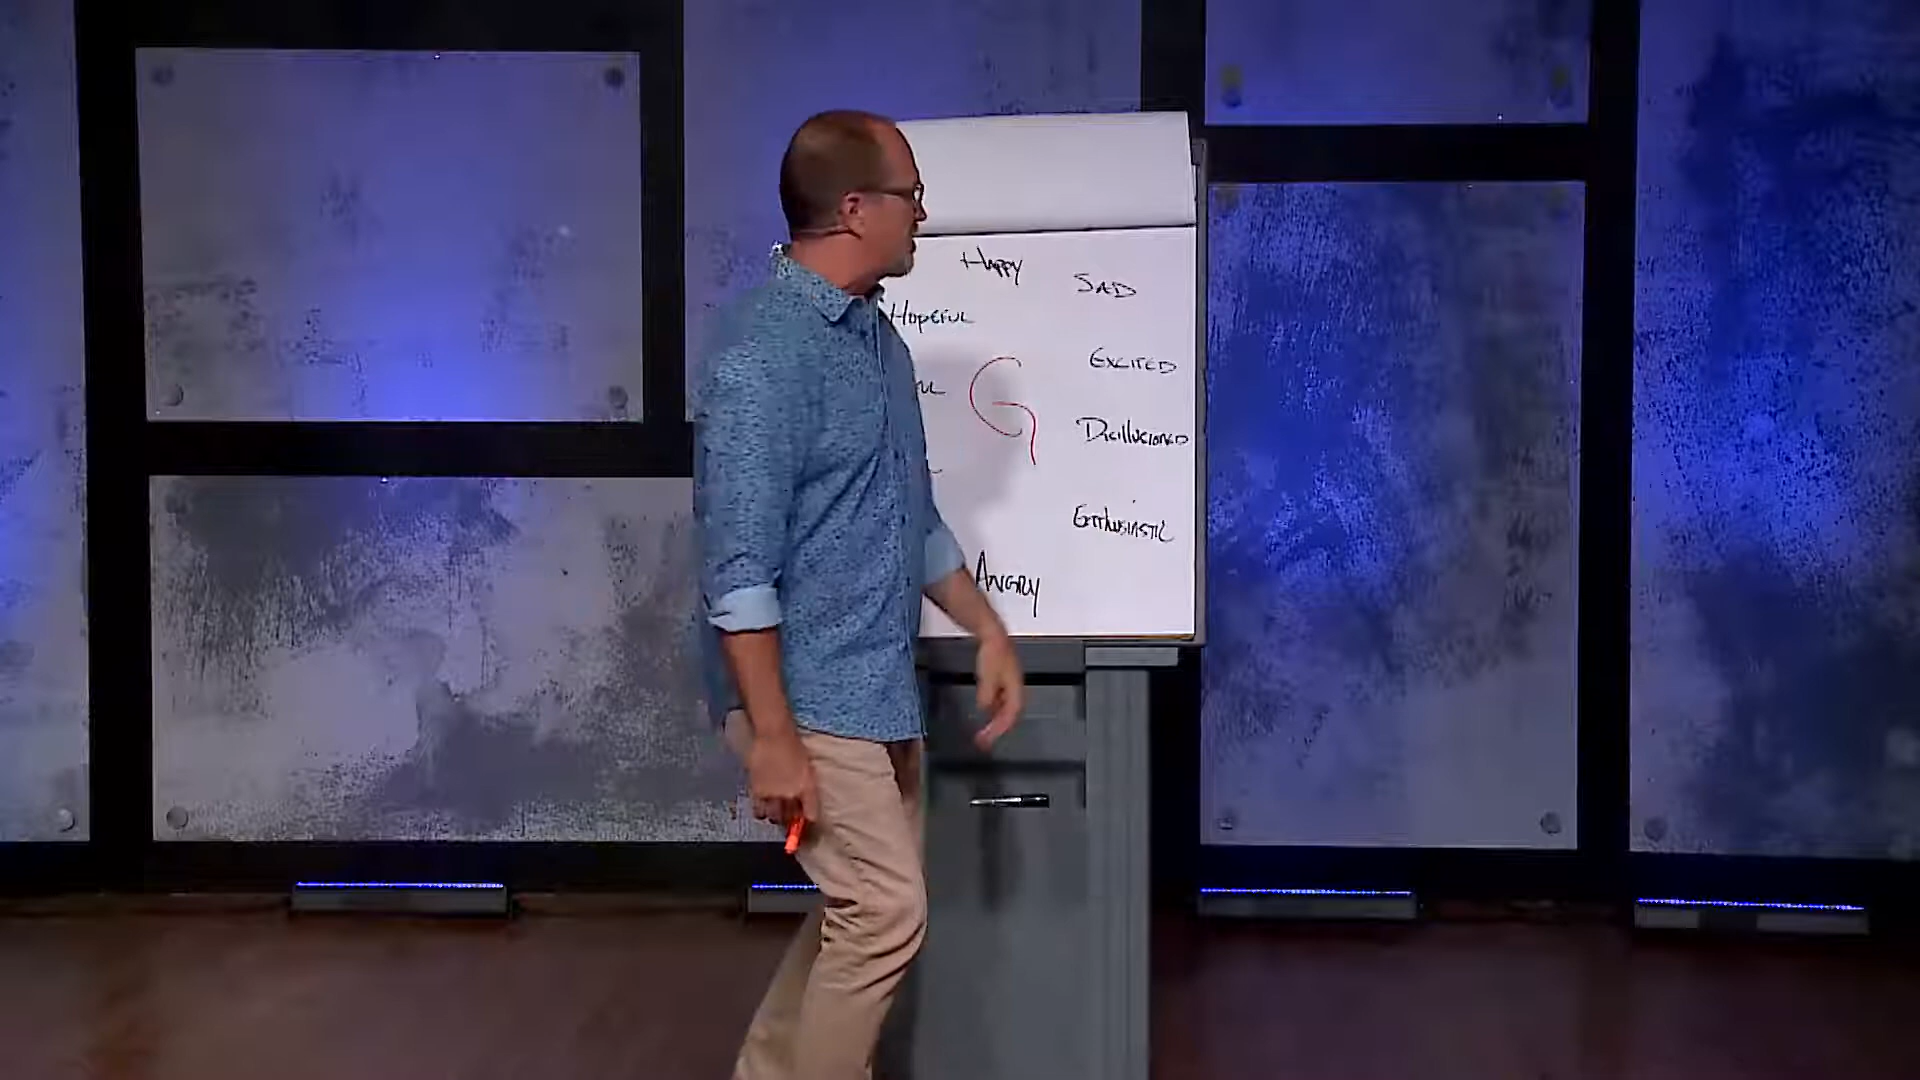 Happy
SAD
Hopeful
Excited
G
Disillusioned
Enthusiastic
Angry